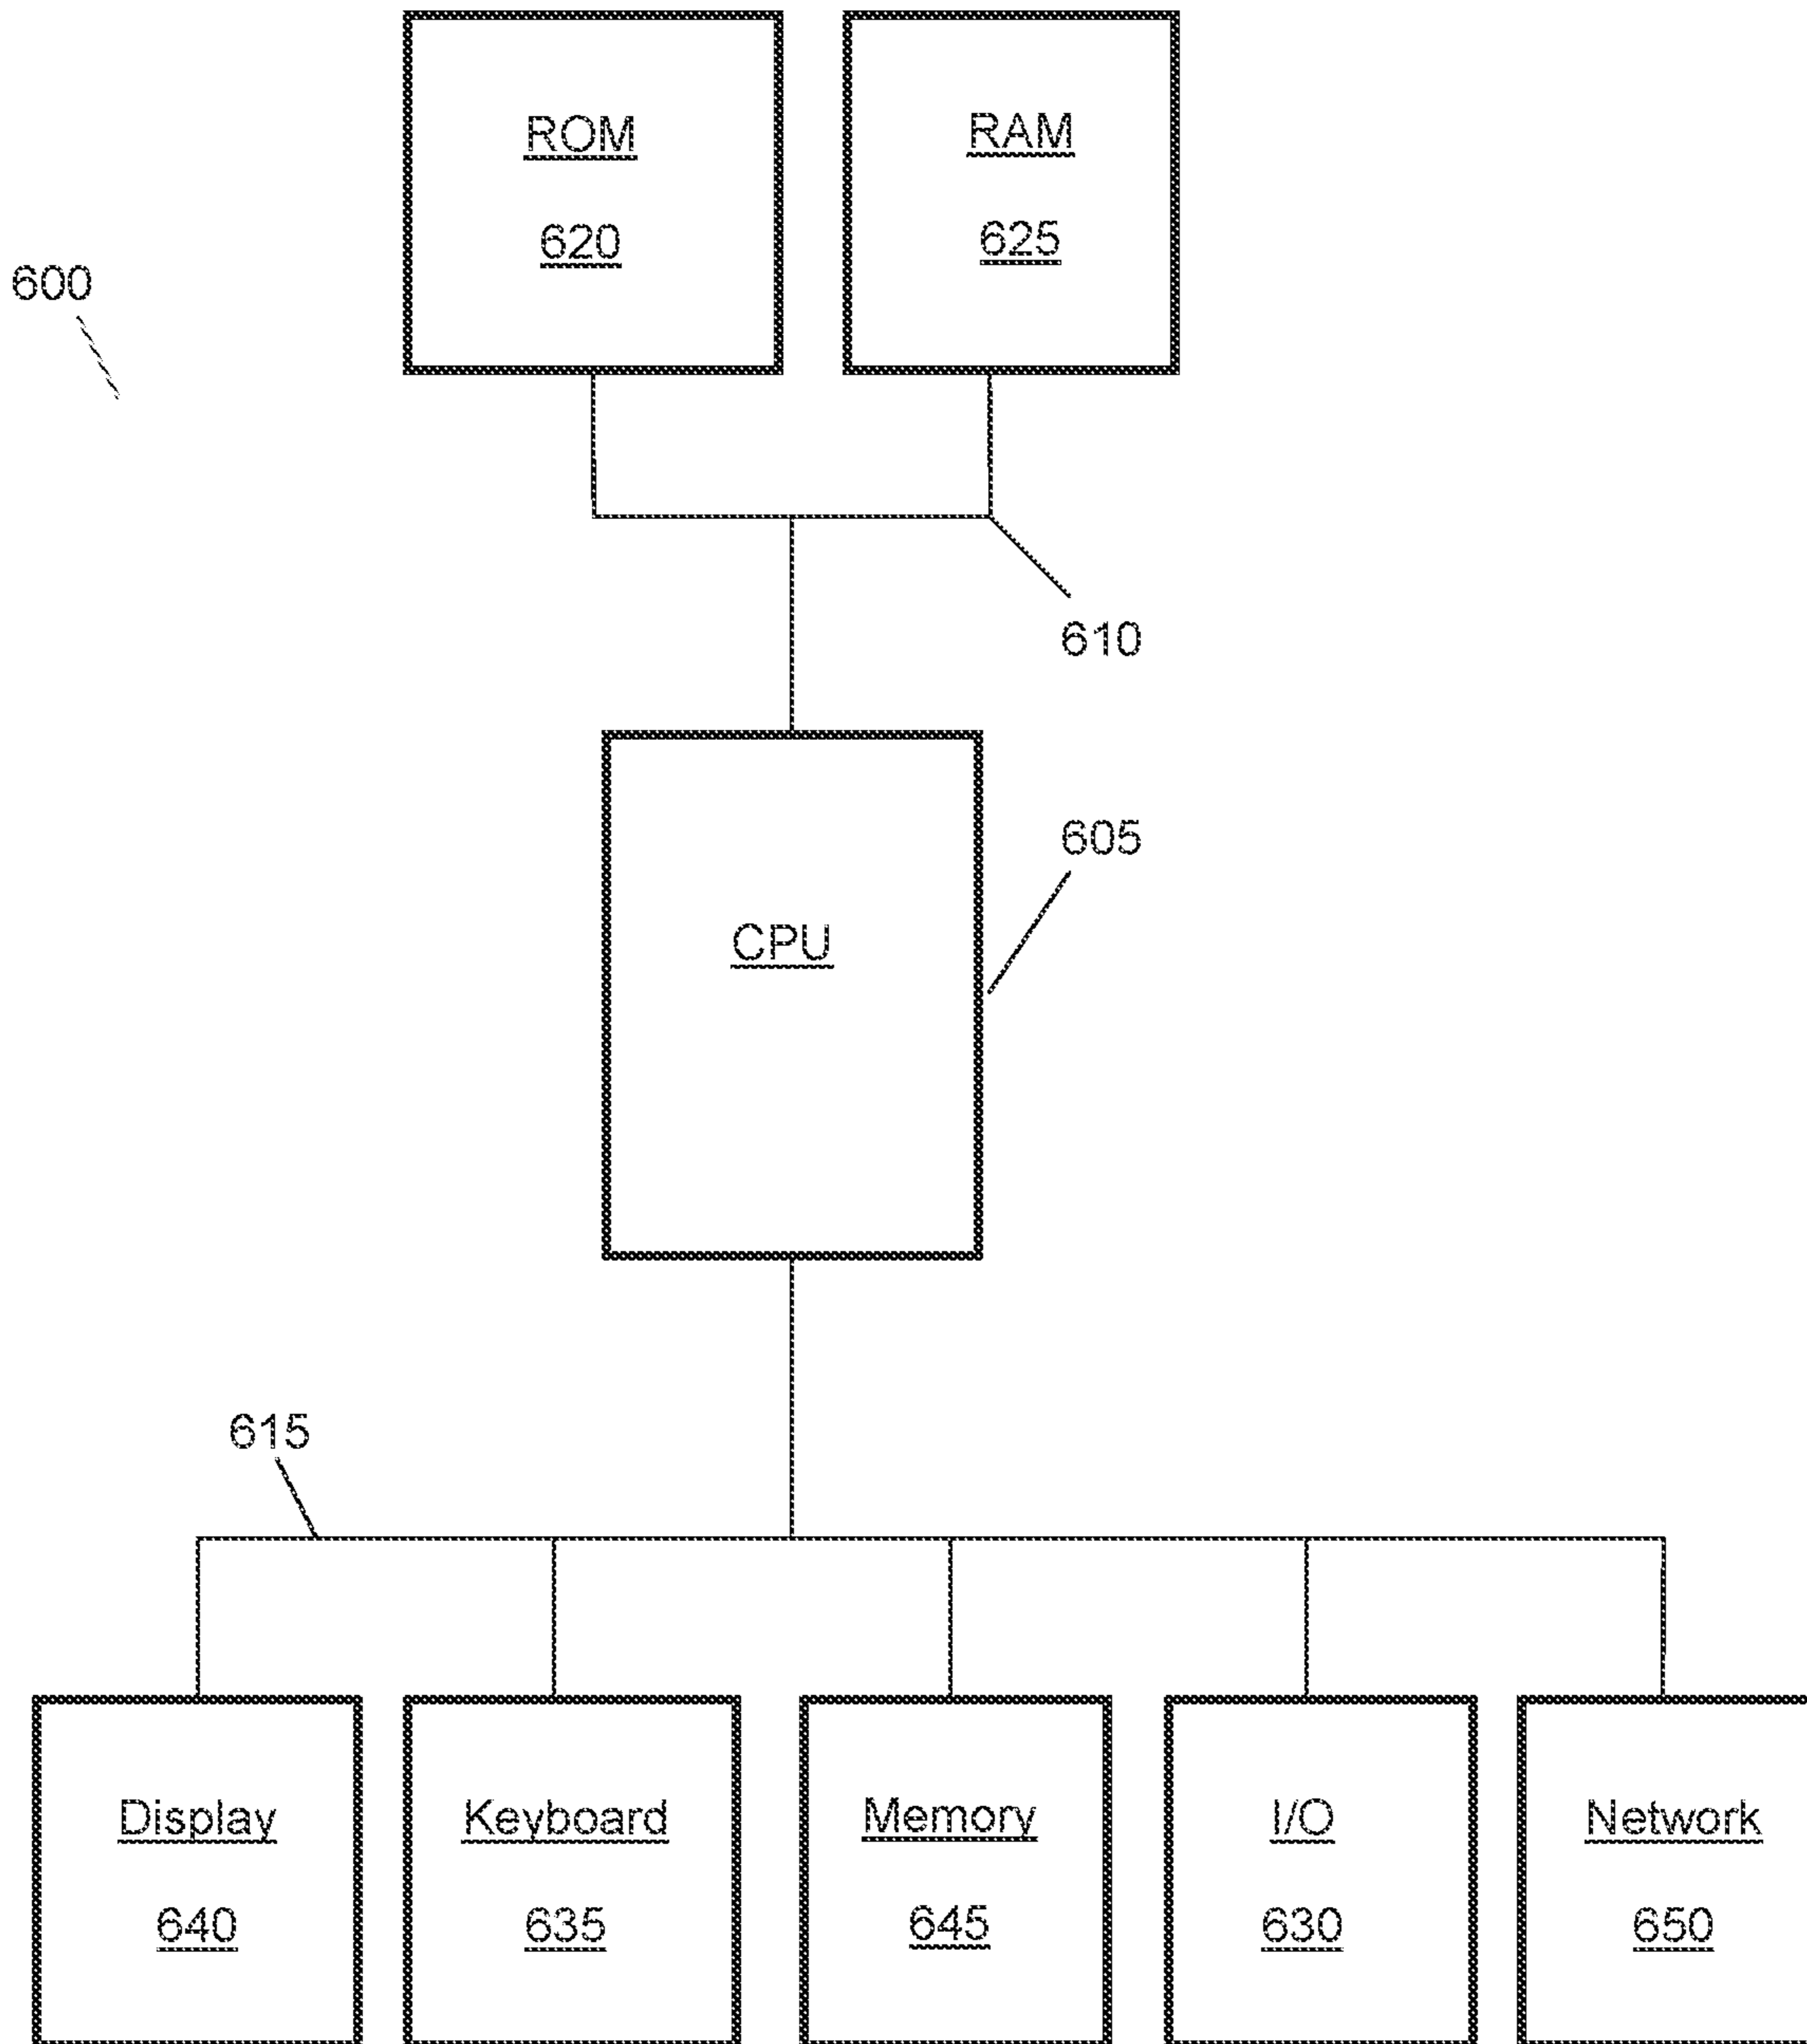 ROM
620
RAM
625
600
610
605
CPU
615
Display
640
Keyboard
635
Memory
645
I/O
630
Network
650